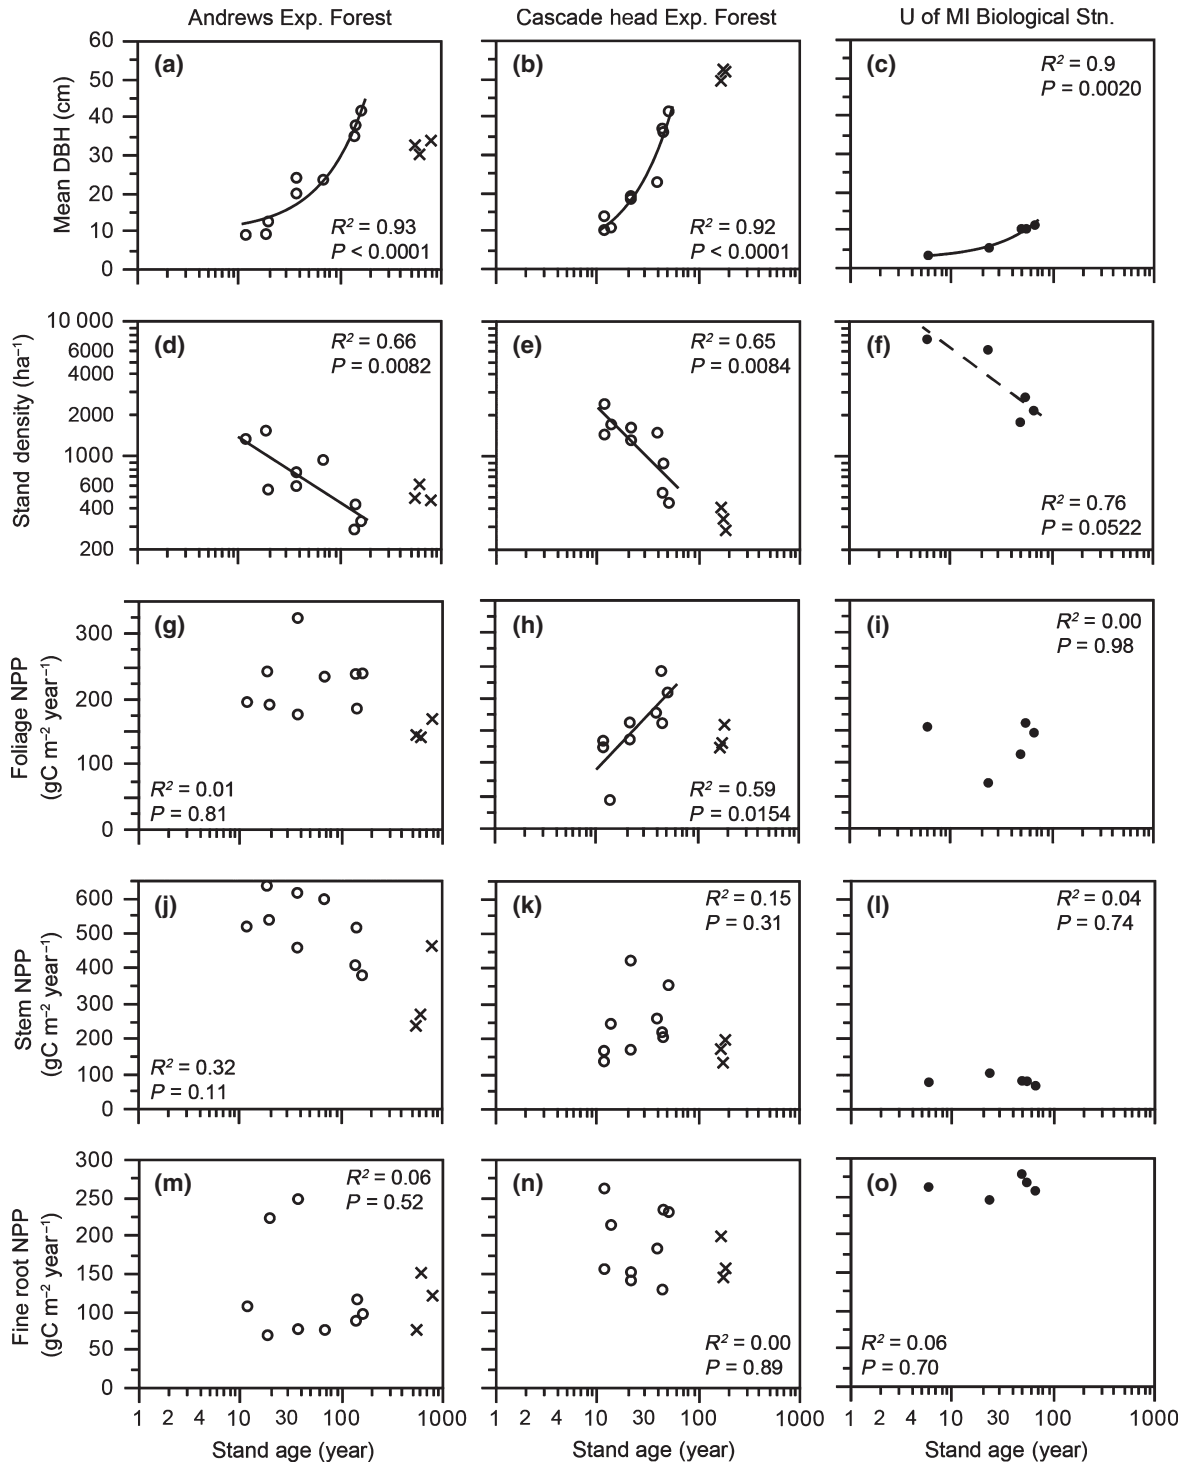 Andrews Exp. Forest
Cascade head Exp. Forest
U of MI Biological Stn.
Mean DBH (cm)
60
50
40
30
20
10
0
(a)
R² = 0.93
P < 0.0001
(b)
R² = 0.92
P < 0.0001
(c)
R² = 0.9
P = 0.0020
Stand density (ha⁻¹)
10 000
6000
4000
2000
1000
600
400
200
(d)
R² = 0.66
P = 0.0082
(e)
R² = 0.65
P = 0.0084
(f)
R² = 0.76
P = 0.0522
Foliage NPP
(gC m⁻² year⁻¹)
300
200
100
0
(g)
R² = 0.01
P = 0.81
(h)
R² = 0.59
P = 0.0154
(i)
R² = 0.00
P = 0.98
Stem NPP
(gC m⁻² year⁻¹)
600
500
400
300
200
100
0
(j)
R² = 0.32
P = 0.11
(k)
R² = 0.15
P = 0.31
(l)
R² = 0.04
P = 0.74
Fine root NPP
(gC m⁻² year⁻¹)
300
250
200
150
100
50
0
(m)
R² = 0.06
P = 0.52
(n)
R² = 0.00
P = 0.89
(o)
R² = 0.06
P = 0.70
1 2 4 10 30 100 1000
1 2 4 10 30 100 1000
1 2 4 10 30 100 1000
Stand age (year)
Stand age (year)
Stand age (year)